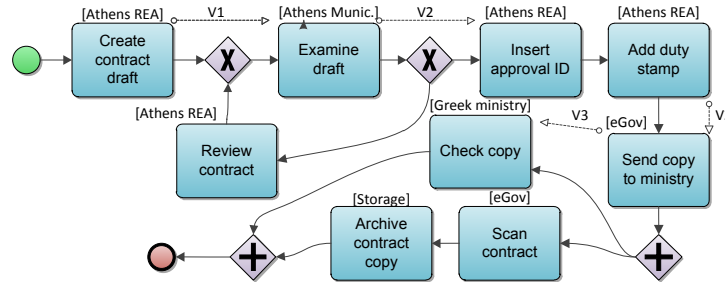 [Athens REA]
V1
[Athens Munic.]
V2
[Athens REA]
[Athens REA]
Create
contract
draft
X
Examine
draft
X
Insert
approval ID
Add duty
stamp
[Athens REA]
Review
contract
[Greek ministry]
V3
[eGov]
V
Check copy
Send copy
to ministry
[Storage]
[eGov]
Archive
contract
copy
Scan
contract